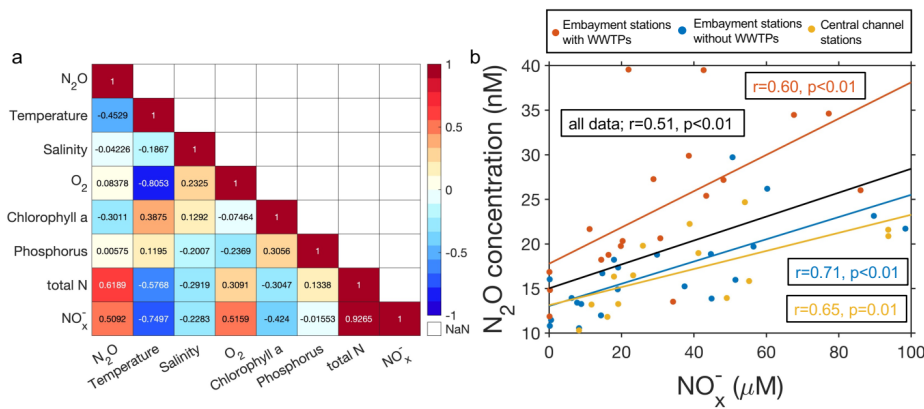 a
N₂O
1
Temperature
-0.4529
1
Salinity
-0.04226
-0.1867
1
O₂
0.08378
-0.8053
0.2325
1
Chlorophyll a
-0.3011
0.3875
0.1292
-0.07464
1
Phosphorus
0.00575
0.1195
-0.2007
-0.2369
0.3056
1
total N
0.6189
-0.5768
-0.2919
0.3091
-0.3047
0.1338
1
NOₓ⁻
0.5092
-0.7497
-0.2283
0.5159
-0.424
-0.01553
0.9265
1
N₂O
Temperature
Salinity
O₂
Chlorophyll a
Phosphorus
total N
NOₓ⁻
1
0.5
0
-0.5
-1
NaN
b
Embayment stations
with WWTPs
Embayment stations
without WWTPs
Central channel
stations
r=0.60, p<0.01
all data; r=0.51, p<0.01
r=0.71, p<0.01
r=0.65, p=0.01
N₂O concentration (nM)
40
35
30
25
20
15
10
0
20
40
60
80
100
NOₓ⁻ (μM)